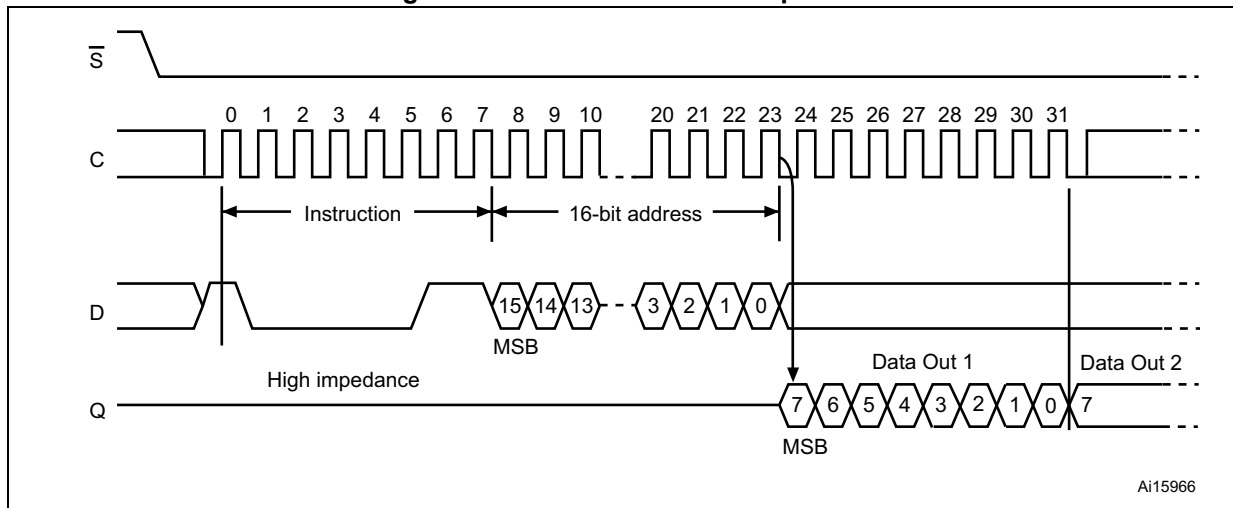 S
0 1 2 3 4 5 6 7 8 9 10 20 21 22 23 24 25 26 27 28 29 30 31
C
Instruction 16-bit address
D
15 14 13 3 2 1 0
MSB
High impedance
Data Out 1 Data Out 2
Q
7 6 5 4 3 2 1 0 7
MSB
Ai15966